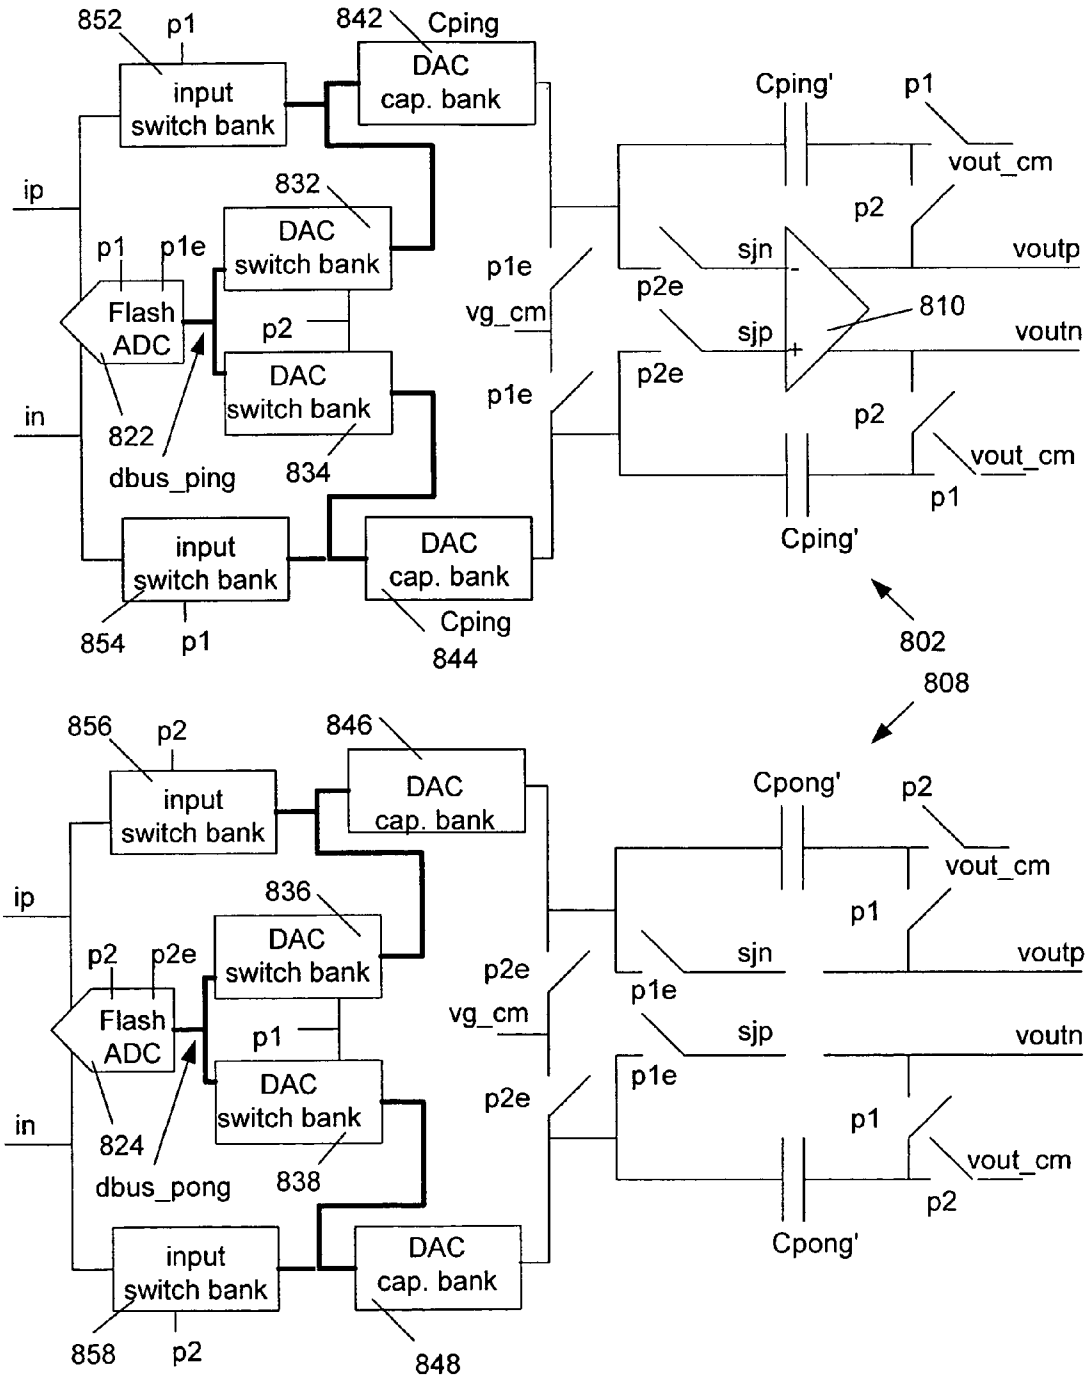 852
p1
842
Cping
input
switch bank
DAC
cap. bank
Cping'
p1
vout_cm
ip
832
DAC
switch bank
p2
p1
p1e
p1e
sjn
-
voutp
p2e
Flash
ADC
p2
vg_cm
810
sjp
+
voutn
p2e
DAC
switch bank
p1e
in
822
834
p2
vout_cm
dbus_ping
p1
input
switch bank
DAC
cap. bank
Cping'
854
p1
Cping
844
802
808
856
p2
846
input
switch bank
DAC
cap. bank
Cpong'
p2
vout_cm
ip
836
p1
DAC
switch bank
p2
p2e
p2e
sjn
voutp
p1e
Flash
ADC
p1
vg_cm
sjp
voutn
p1e
DAC
switch bank
p2e
in
824
838
p1
vout_cm
dbus_pong
p2
input
switch bank
DAC
cap. bank
Cpong'
858
p2
848